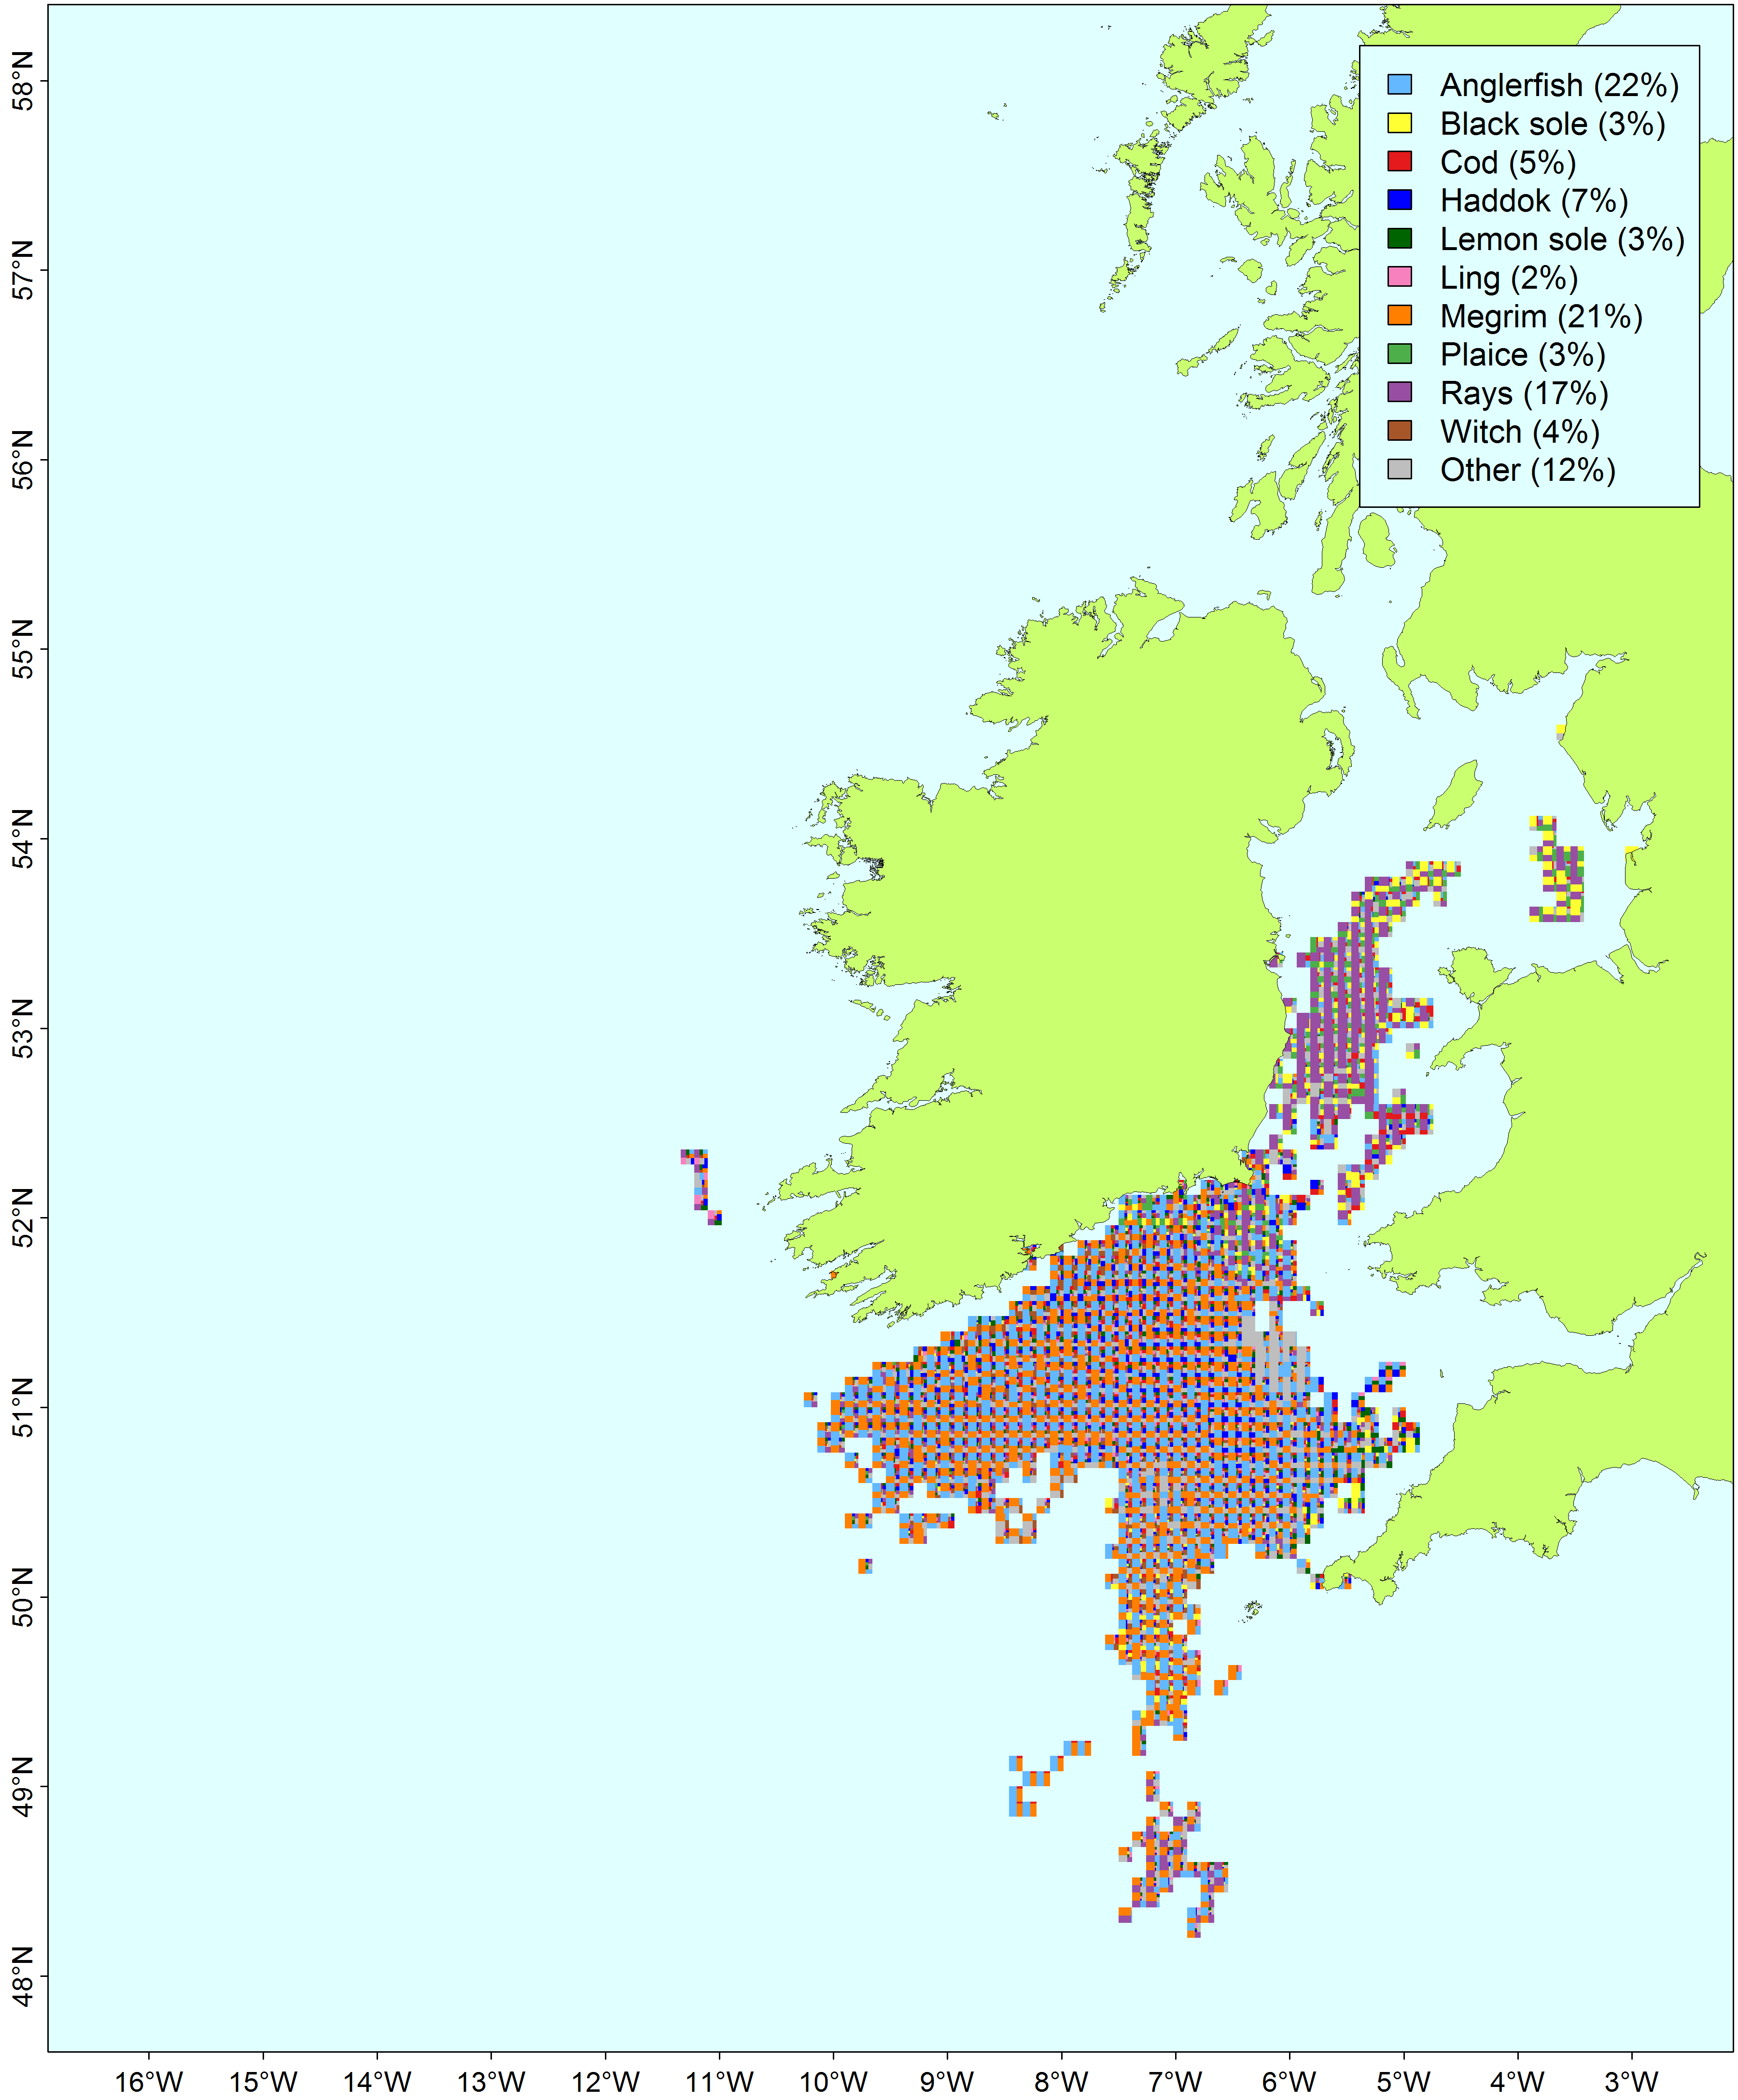 Anglerfish (22%)
Black sole (3%)
Cod (5%)
Haddok (7%)
Lemon sole (3%)
Ling (2%)
Megrim (21%)
Plaice (3%)
Rays (17%)
Witch (4%)
Other (12%)
58°N
57°N
56°N
55°N
54°N
53°N
52°N
51°N
50°N
49°N
48°N
16°W 15°W 14°W 13°W 12°W 11°W 10°W 9°W 8°W 7°W 6°W 5°W 4°W 3°W